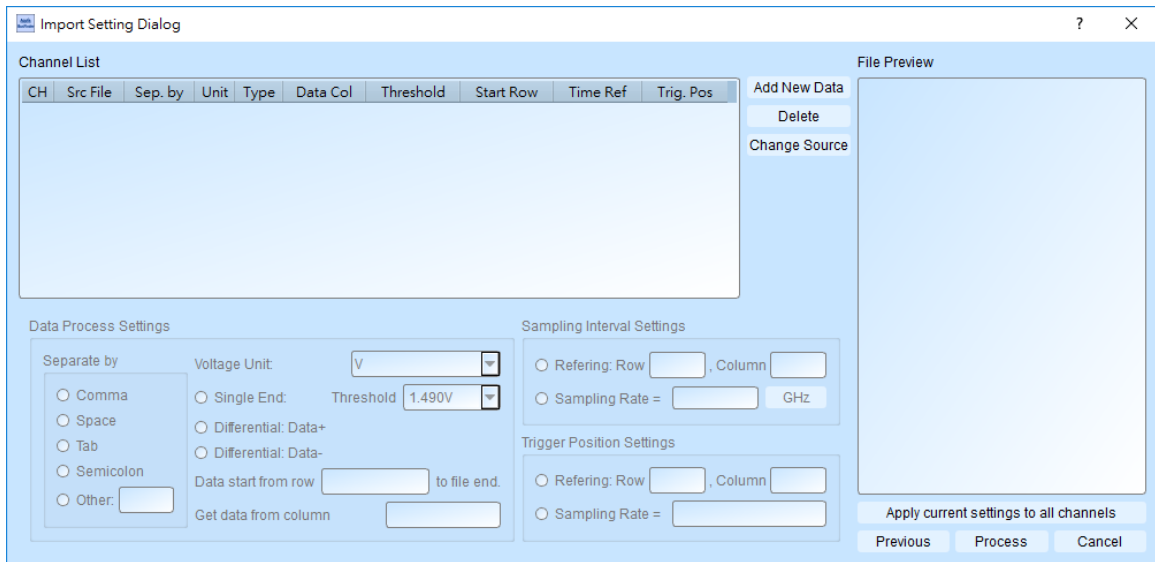 Import Setting Dialog ? ×
Channel List
CH Src File Sep. by Unit Type Data Col Threshold Start Row Time Ref Trig. Pos
Add New Data
Delete
Change Source
File Preview
Data Process Settings
Separate by
Comma
Space
Tab
Semicolon
Other:
Voltage Unit: V
Single End: Threshold 1.490V
Differential: Data+
Differential: Data-
Data start from row to file end.
Get data from column
Sampling Interval Settings
Refering: Row , Column
Sampling Rate = GHz
Trigger Position Settings
Refering: Row , Column
Sampling Rate =
Apply current settings to all channels
Previous Process Cancel